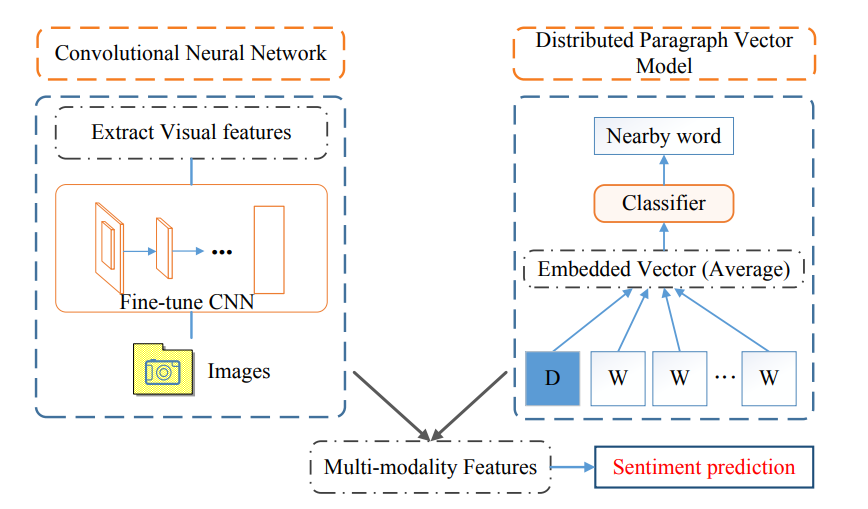 Convolutional Neural Network
Extract Visual features
Fine-tune CNN
Images
Distributed Paragraph Vector
Model
Nearby word
Classifier
Embedded Vector (Average)
D W W ... W
Multi-modality Features
Sentiment prediction